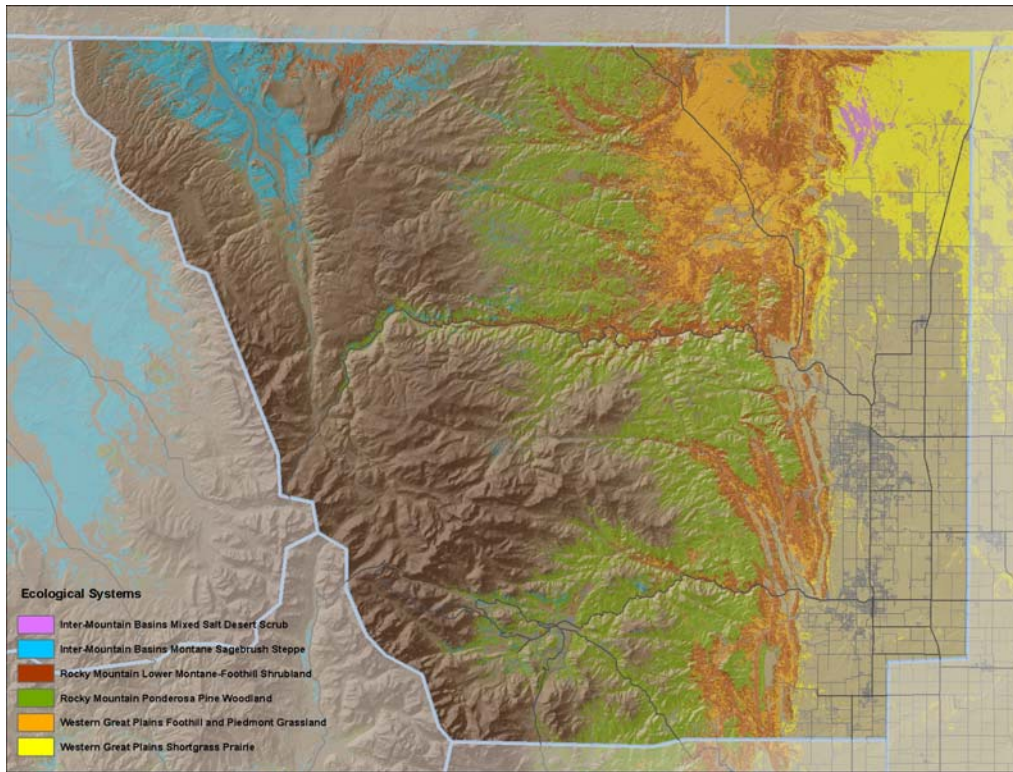 Ecological Systems
Inter-Mountain Basins Mixed Salt Desert Scrub
Inter-Mountain Basins Montane Sagebrush Steppe
Rocky Mountain Lower Montane-Foothill Shrubland
Rocky Mountain Ponderosa Pine Woodland
Western Great Plains Foothill and Piedmont Grassland
Western Great Plains Shortgrass Prairie